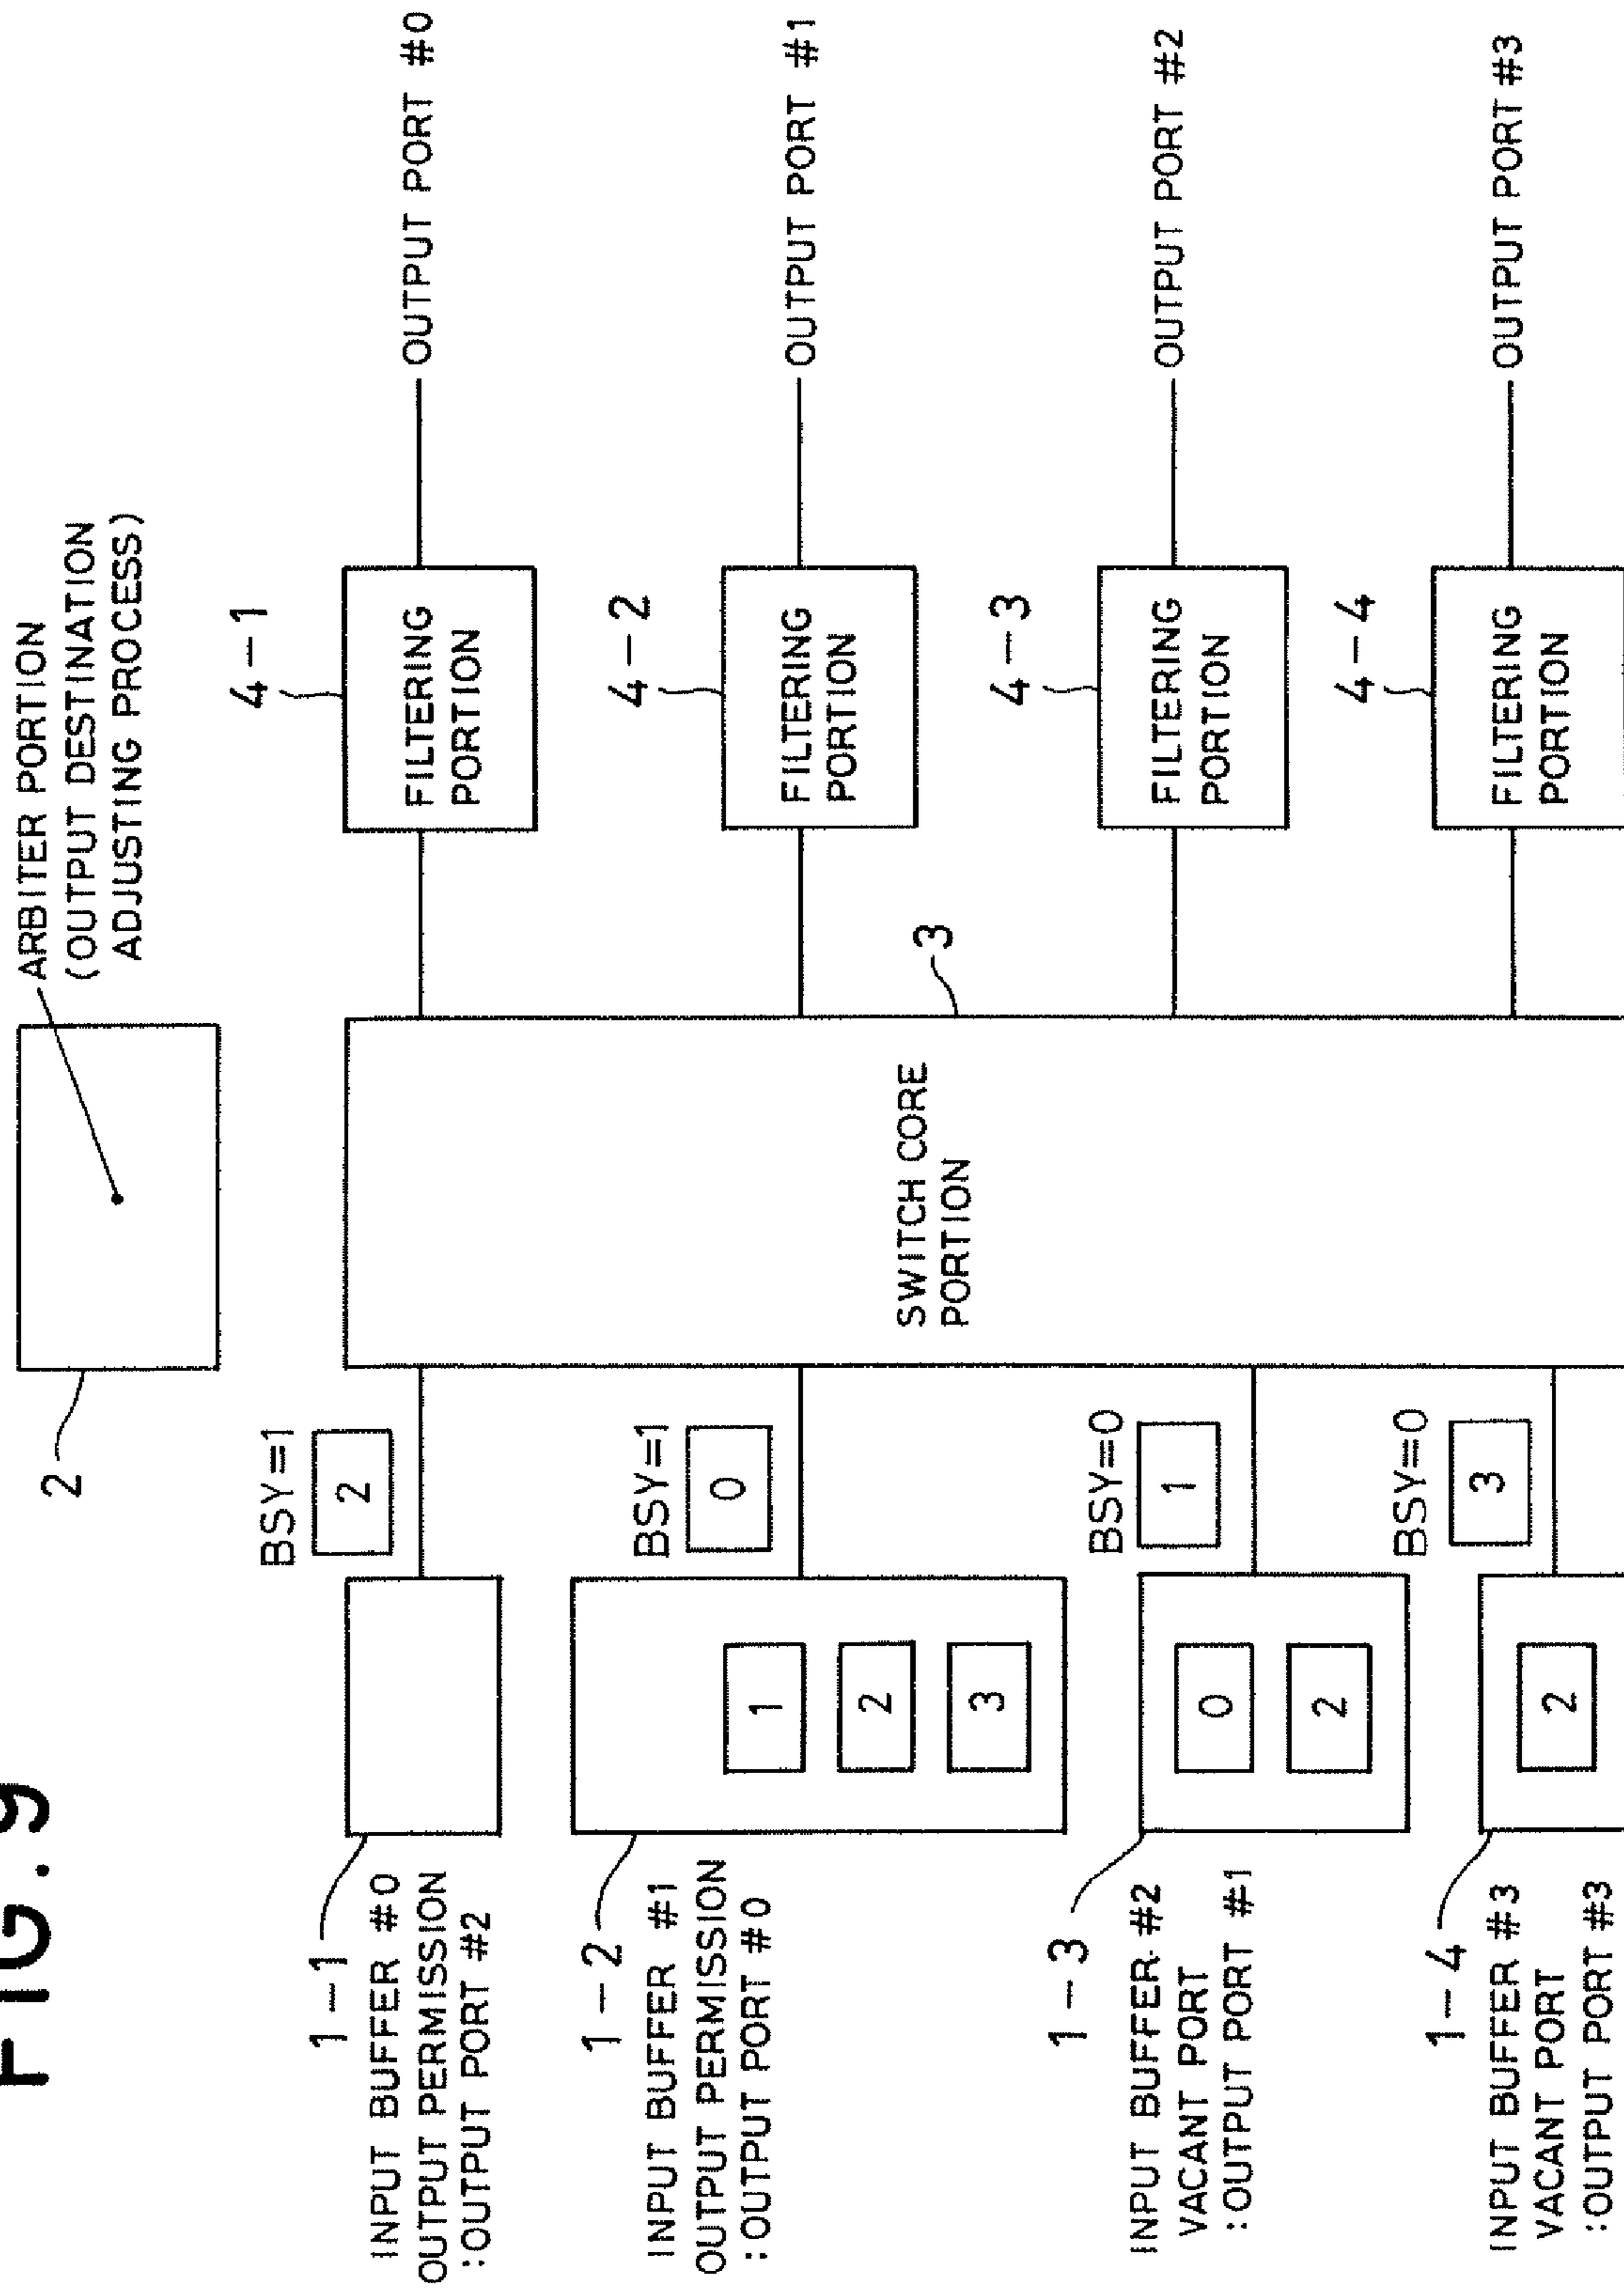 FIG. 9
2
ARBITER PORTION
(OUTPUT DESTINATION
ADJUSTING PROCESS)
1-1
INPUT BUFFER #0
OUTPUT PERMISSION
:OUTPUT PORT #2
BSY=1
2
4-1
FILTERING
PORTION
OUTPUT PORT #0
1-2
INPUT BUFFER #1
OUTPUT PERMISSION
:OUTPUT PORT #0
1
2
3
BSY=1
0
4-2
FILTERING
PORTION
OUTPUT PORT #1
SWITCH CORE
PORTION
3
1-3
INPUT BUFFER #2
VACANT PORT
:OUTPUT PORT #1
0
2
BSY=0
1
4-3
FILTERING
PORTION
OUTPUT PORT #2
1-4
INPUT BUFFER #3
VACANT PORT
:OUTPUT PORT #3
2
BSY=0
3
4-4
FILTERING
PORTION
OUTPUT PORT #3